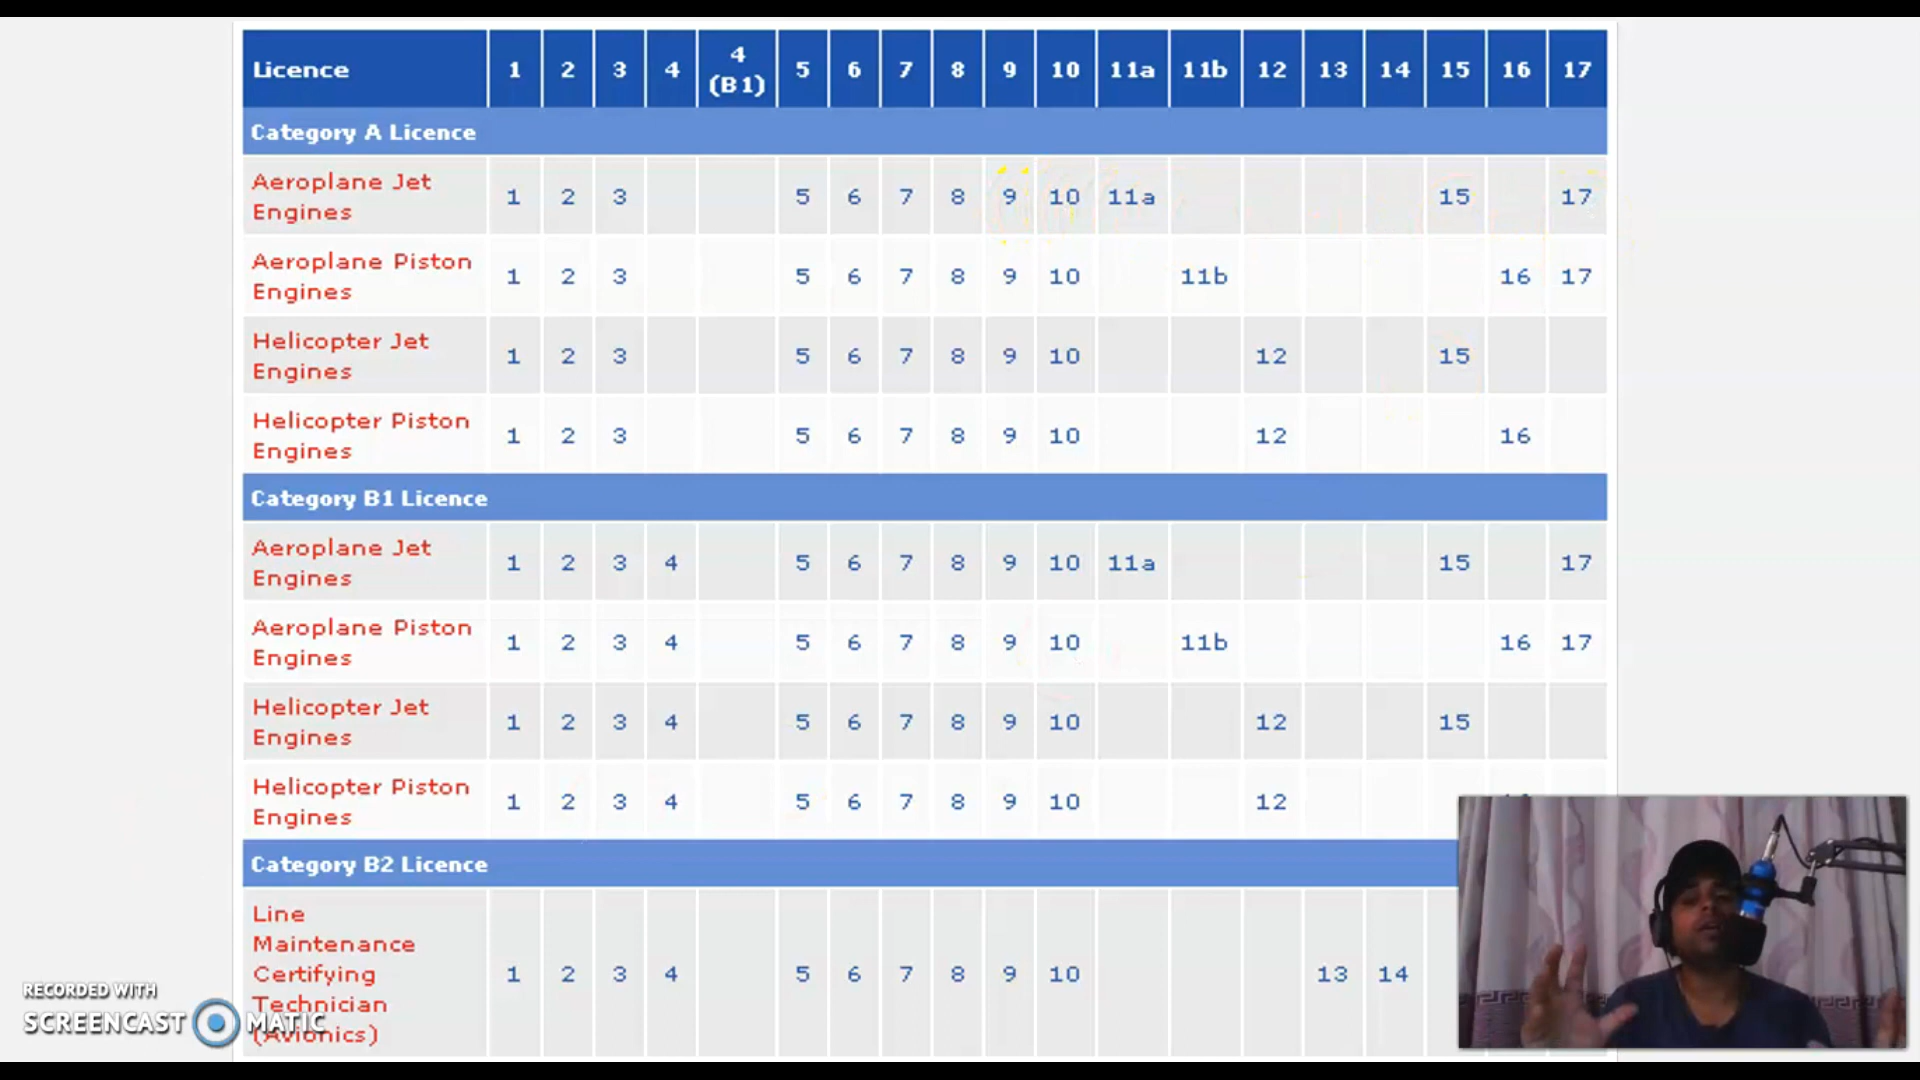 Licence 1 2 3 4 4 (B1) 5 6 7 8 9 10 11a 11b 12 13 14 15 16 17
Category A Licence
Aeroplane Jet
Engines 1 2 3 5 6 7 8 9 10 11a 15 17
Aeroplane Piston
Engines 1 2 3 5 6 7 8 9 10 11b 16 17
Helicopter Jet
Engines 1 2 3 5 6 7 8 9 10 12 15
Helicopter Piston
Engines 1 2 3 5 6 7 8 9 10 12 16
Category B1 Licence
Aeroplane Jet
Engines 1 2 3 4 5 6 7 8 9 10 11a 15 17
Aeroplane Piston
Engines 1 2 3 4 5 6 7 8 9 10 11b 16 17
Helicopter Jet
Engines 1 2 3 4 5 6 7 8 9 10 12 15
Helicopter Piston
Engines 1 2 3 4 5 6 7 8 9 10 12
Category B2 Licence
Line
Maintenance
Certifying 1 2 3 4 5 6 7 8 9 10 13 14
Technician
(Avionics)
RECORDED WITH
SCREENCAST MATIC